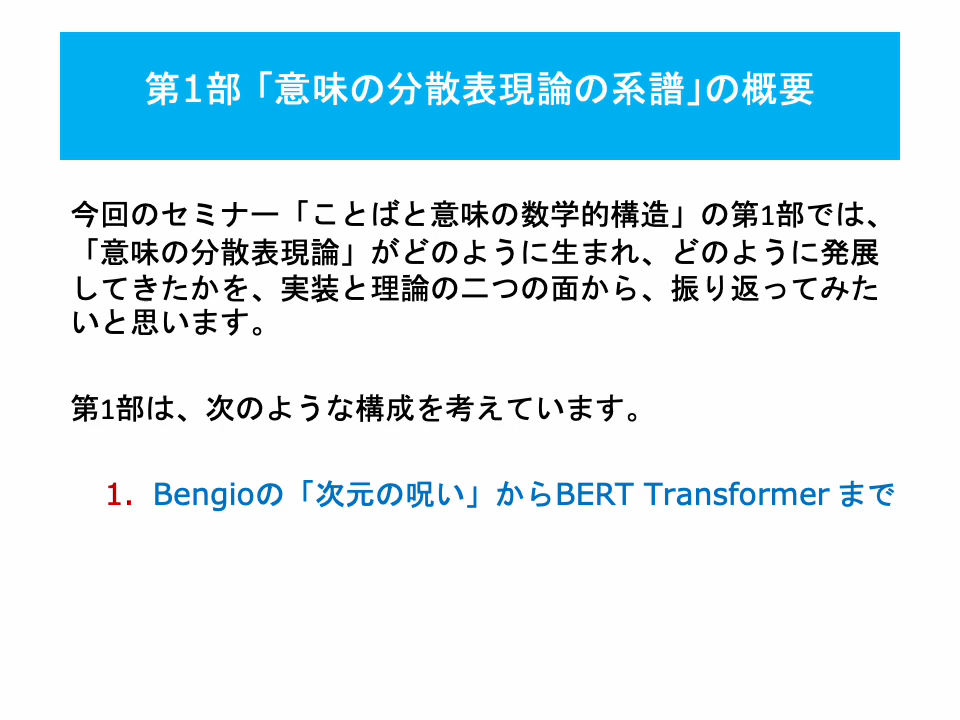 第1部「意味の分散表現論の系譜」の概要
今回のセミナー「ことばと意味の数学的構造」の第1部では、
「意味の分散表現論」がどのように生まれ、どのように発展
してきたかを、実装と理論の二つの面から、振り返ってみた
いと思います。
第1部は、次のような構成を考えています。
1. Bengioの「次元の呪い」からBERT Transformer まで